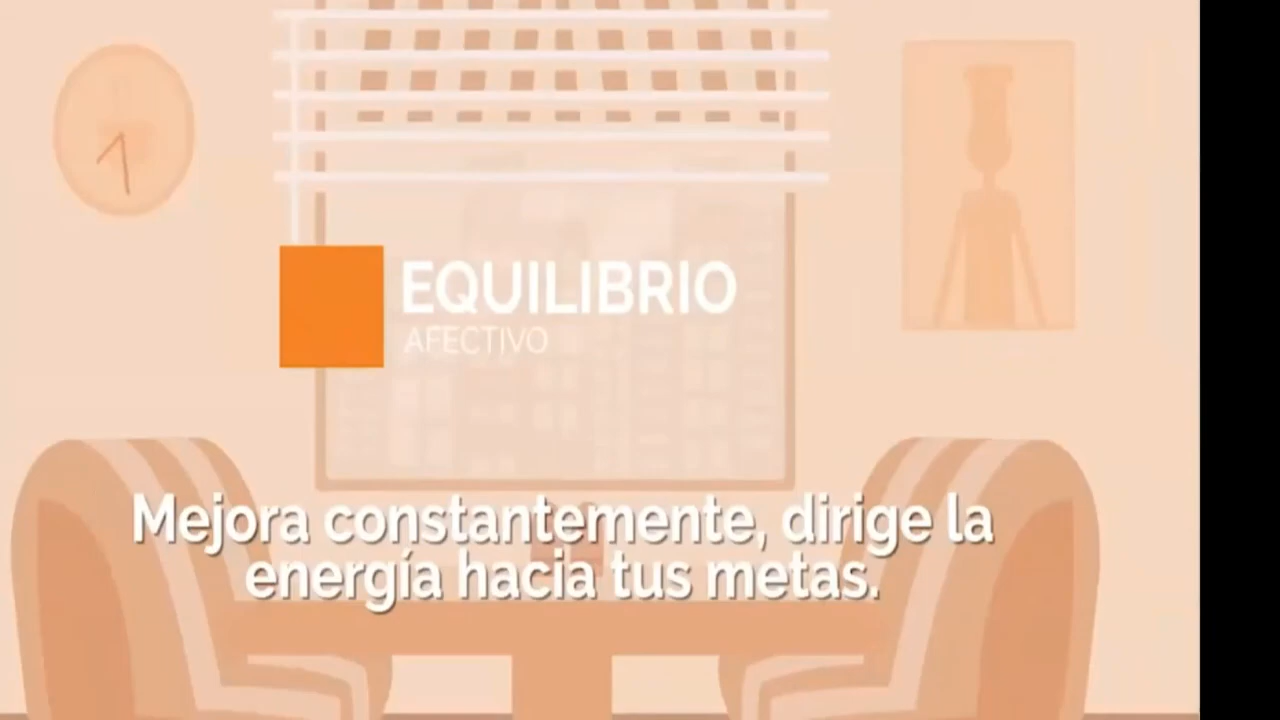 EQUILIBRIO
AFECTIVO
Mejora constantemente, dirige la
energía hacia tus metas.